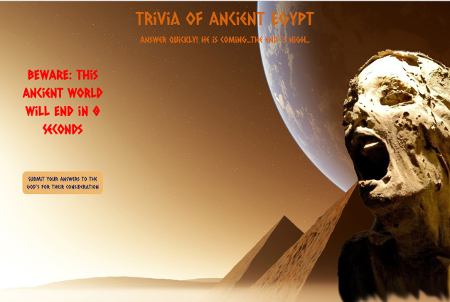 TRIVIA OF ANCIENT EGYPT
ANSWER QUICKLY! HE IS COMING...THE END IS NIGH...
BEWARE: THIS
ANCIENT WORLD
WILL END IN 0
SECONDS
SUBMIT YOUR ANSWERS TO THE
GOD'S FOR THEIR CONSIDERATION